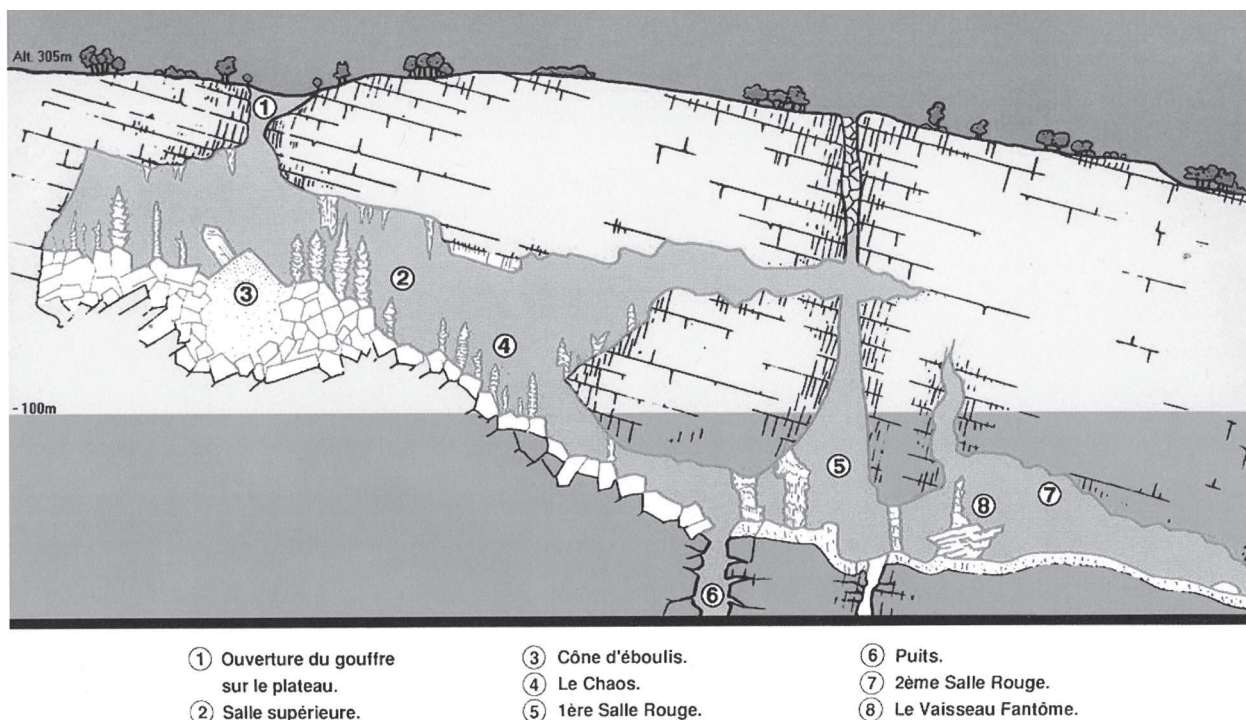 Alt. 305m
①
②
③
④
- 100m
⑤
⑦
⑧
⑥
① Ouverture du gouffre
sur le plateau.
② Salle supérieure.
③ Cône d'éboulis.
④ Le Chaos.
⑤ 1ère Salle Rouge.
⑥ Puits.
⑦ 2ème Salle Rouge.
⑧ Le Vaisseau Fantôme.